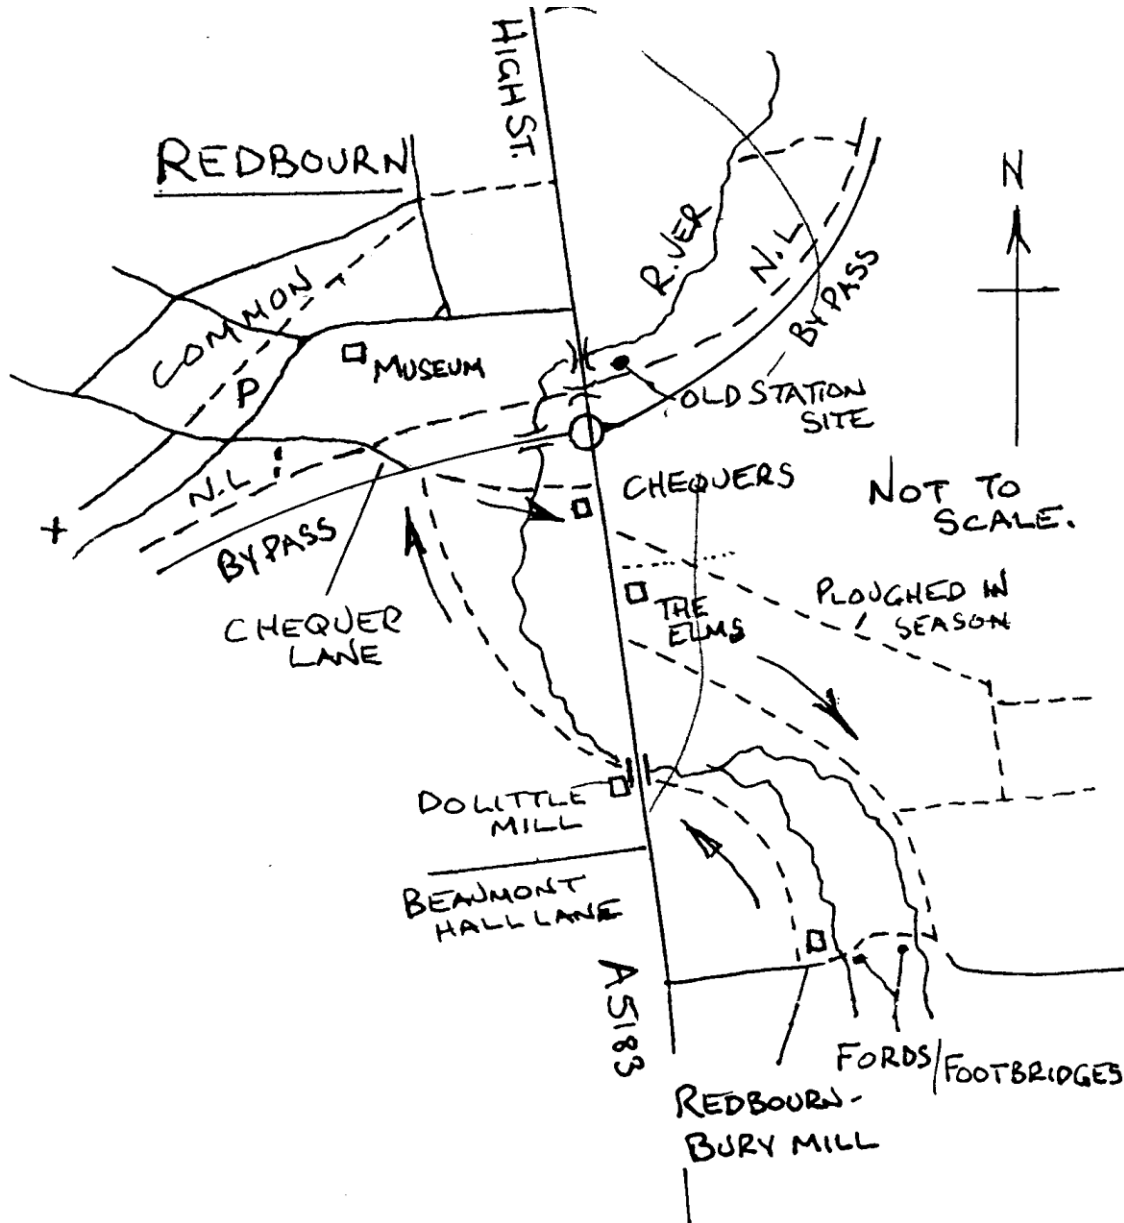 HIGH ST.
REDBOURN
N
COMMON
R. VER
N.L
BYPASS
P
MUSEUM
OLD STATION
SITE
N.L
CHEQUERS
NOT TO
SCALE.
BYPASS
CHEQUER
LANE
THE
ELMS
PLOUGHED IN
SEASON
DOLITTLE
MILL
BEAUMONT
HALL LANE
A5183
FORDS/FOOTBRIDGES
REDBOURN-
BURY MILL